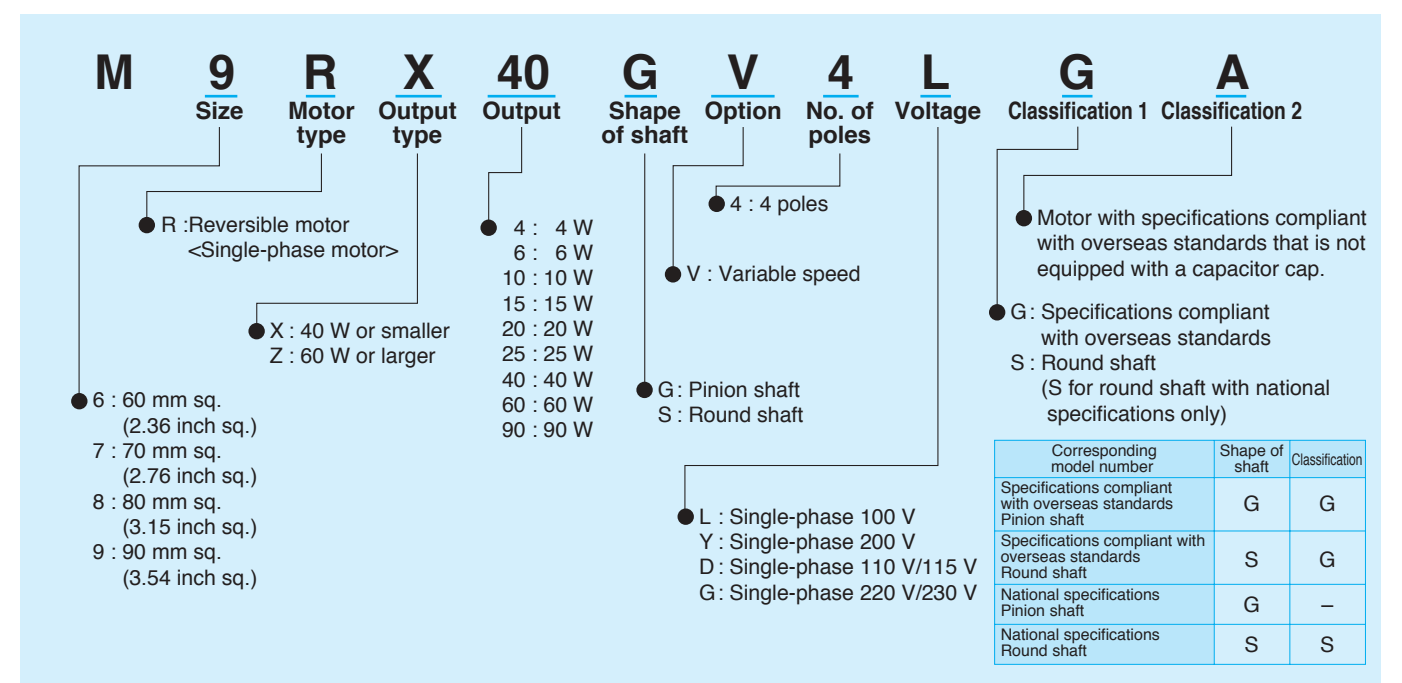 M 9 R X 40 G V 4 L G A
Size Motor type Output type Output Shape of shaft Option No. of poles Voltage Classification 1 Classification 2
R :Reversible motor
<Single-phase motor>
X : 40 W or smaller
Z : 60 W or larger
6 : 60 mm sq.
(2.36 inch sq.)
7 : 70 mm sq.
(2.76 inch sq.)
8 : 80 mm sq.
(3.15 inch sq.)
9 : 90 mm sq.
(3.54 inch sq.)
4 : 4 W
6 : 6 W
10 : 10 W
15 : 15 W
20 : 20 W
25 : 25 W
40 : 40 W
60 : 60 W
90 : 90 W
4 : 4 poles
V : Variable speed
G : Pinion shaft
S : Round shaft
L : Single-phase 100 V
Y : Single-phase 200 V
D : Single-phase 110 V/115 V
G : Single-phase 220 V/230 V
Motor with specifications compliant
with overseas standards that is not
equipped with a capacitor cap.
G : Specifications compliant
with overseas standards
S : Round shaft
(S for round shaft with national
specifications only)
Corresponding
model number
Shape of
shaft
Classification
Specifications compliant
with overseas standards
Pinion shaft
G G
Specifications compliant with
overseas standards
Round shaft
S G
National specifications
Pinion shaft
G –
National specifications
Round shaft
S S